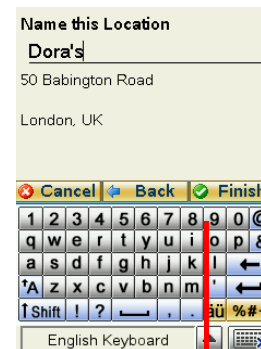 Name this Location
Dora's
50 Babington Road
London, UK
Cancel Back Finish
1 2 3 4 5 6 7 8 9 0 @
q w e r t y u i o p &
a s d f g h j k l ←
↑A z x c v b n m '
↑Shift ! ? , . äü %#
English Keyboard